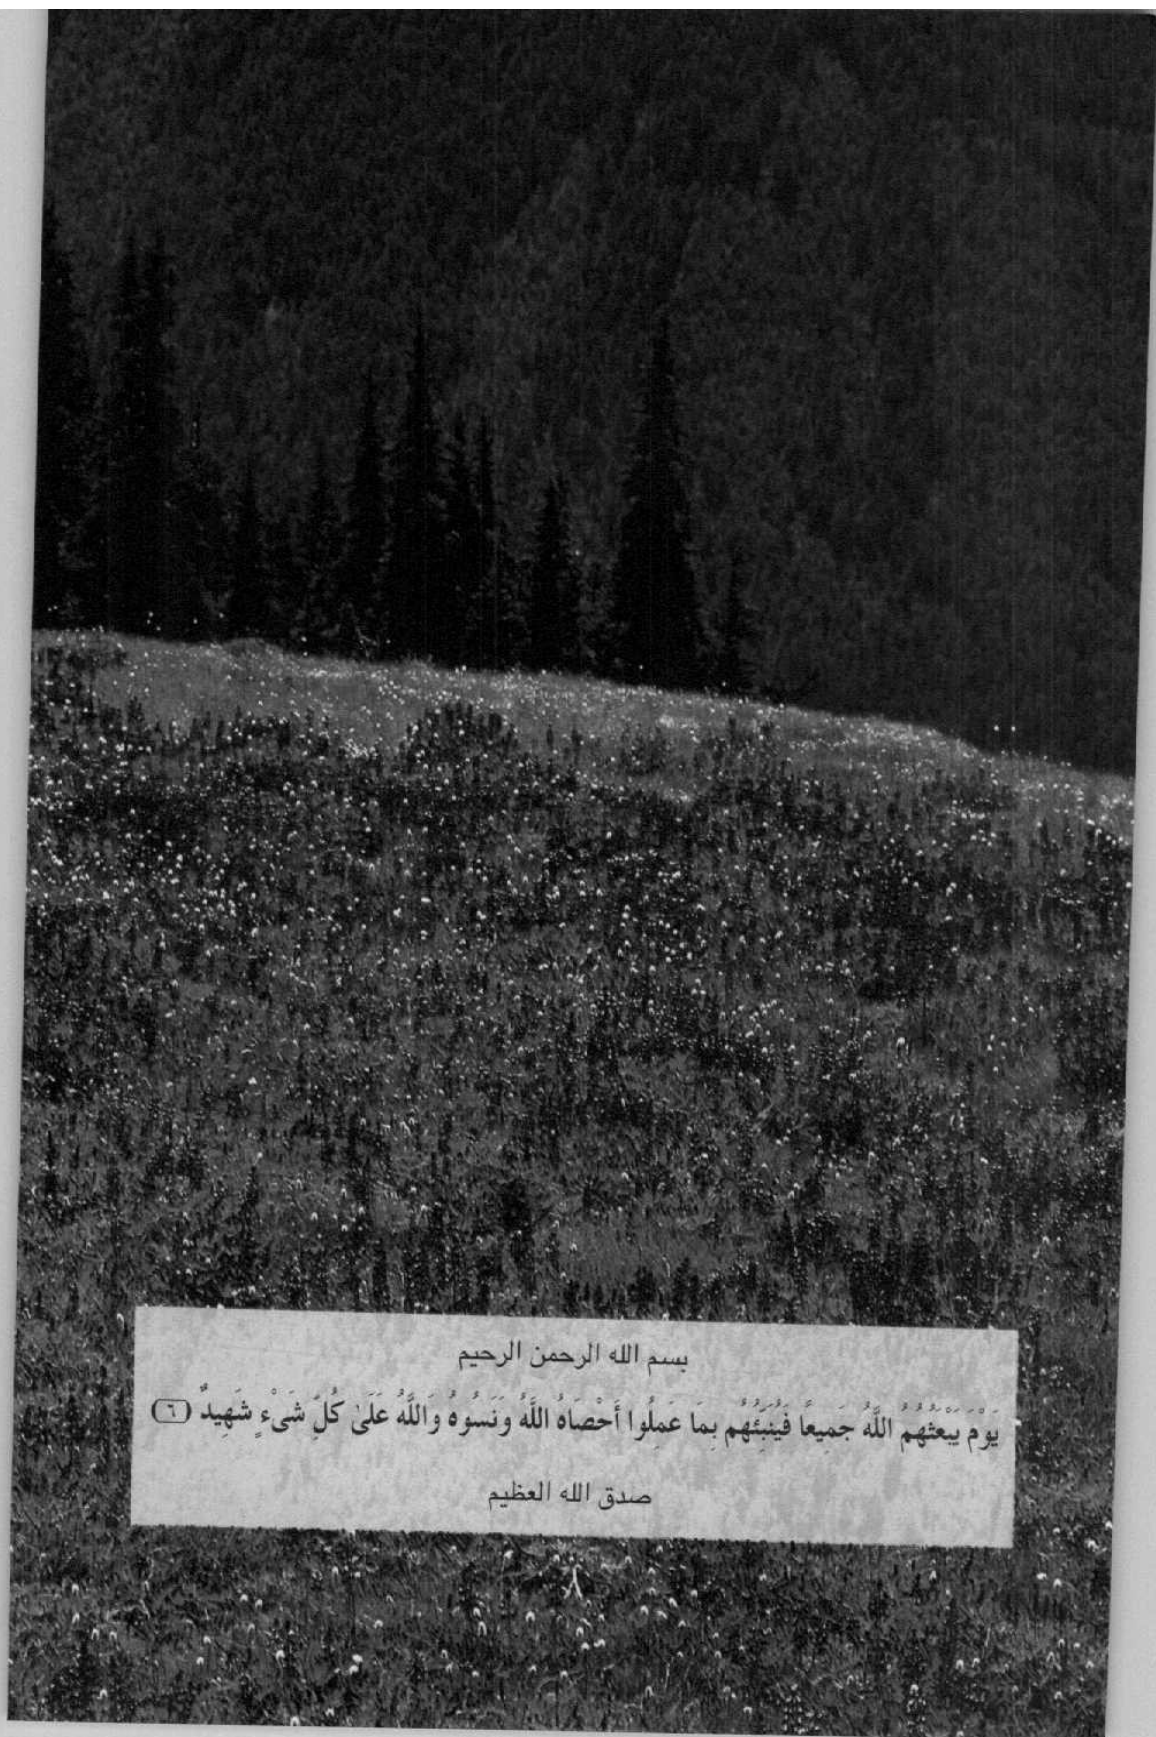 بسم الله الرحمن الرحيم
يَوْمَ يَبْعَثُهُمُ اللَّهُ جَمِيعًا فَيُنَبِّئُهُم بِمَا عَمِلُوا أَحْصَاهُ اللَّهُ وَنَسُوهُ وَاللَّهُ عَلَىٰ كُلِّ شَىْءٍ شَهِيدٌ (٦)
صدق الله العظيم